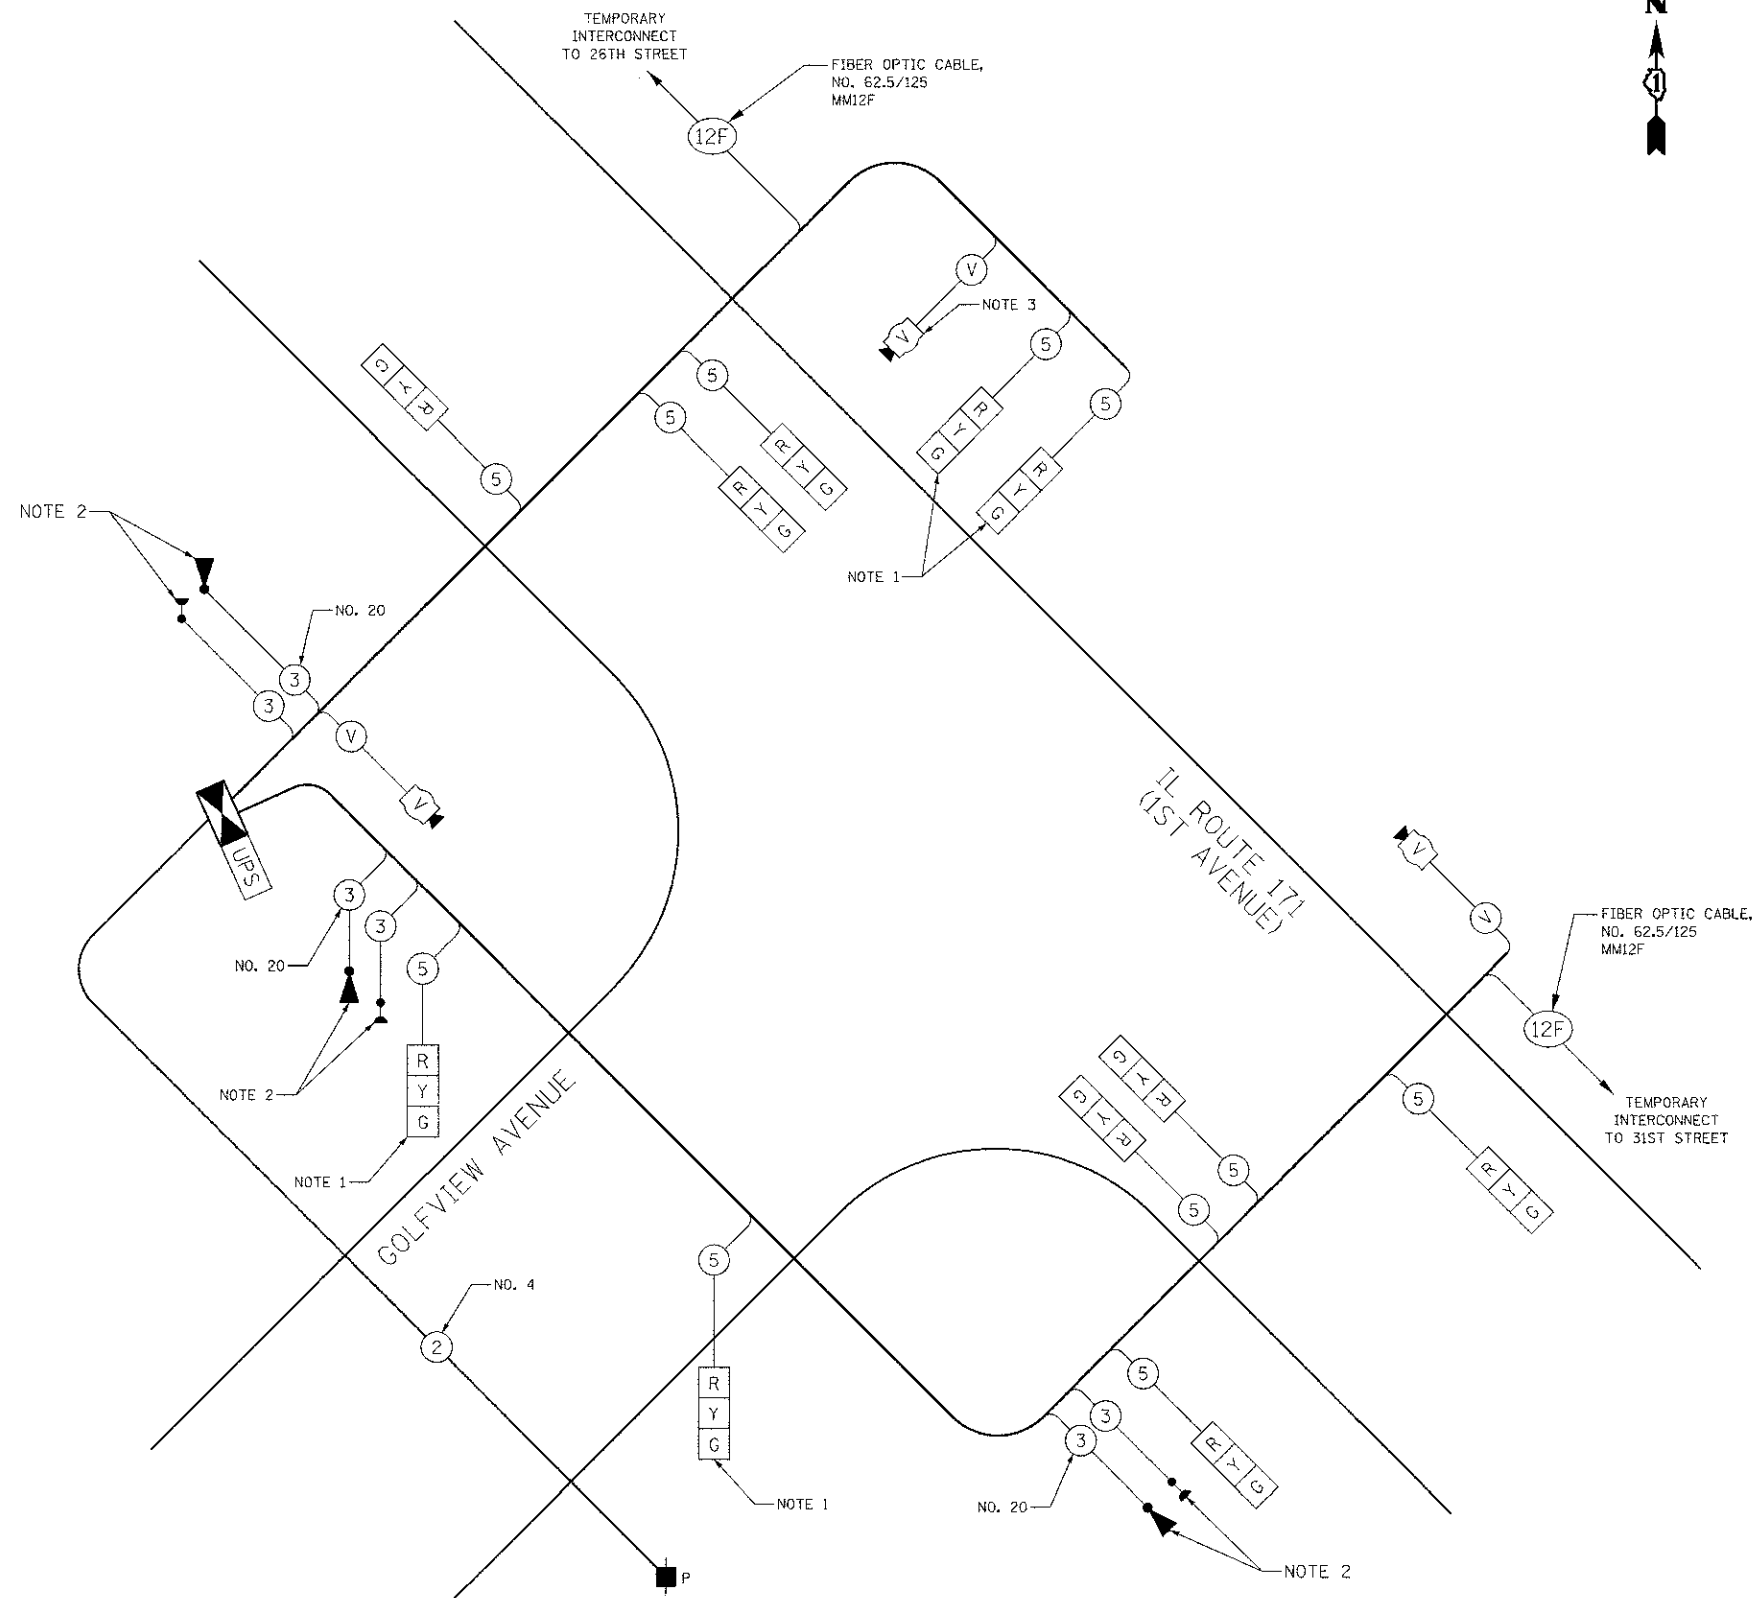 N
1
TEMPORARY
INTERCONNECT
TO 26TH STREET
FIBER OPTIC CABLE,
NO. 62.5/125
MM12F
12F
V
V
NOTE 3
5
R Y G
5
R Y G
NOTE 1
5
R Y G
5
R Y G
5
R Y G
NOTE 2
NO. 20
3
3
V
V
UPS
3
NO. 20
3
5
R
Y
G
NOTE 2
NOTE 1
GOLFVIEW AVENUE
IL ROUTE 171
(1ST AVENUE)
V
V
FIBER OPTIC CABLE,
NO. 62.5/125
MM12F
12F
TEMPORARY
INTERCONNECT
TO 31ST STREET
5
R Y G
R Y G
5
R Y G
5
5
R
Y
G
NOTE 1
2
NO. 4
P
5
R Y G
3
3
NO. 20
NOTE 2